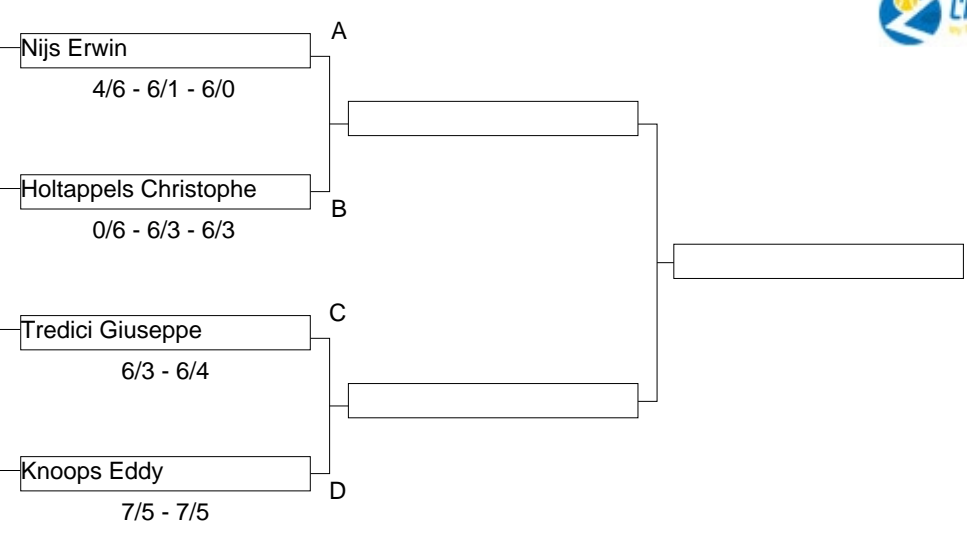 A
Nijs Erwin
4/6 - 6/1 - 6/0
Holtappels Christophe
B
0/6 - 6/3 - 6/3
C
Tredici Giuseppe
6/3 - 6/4
Knoops Eddy
D
7/5 - 7/5